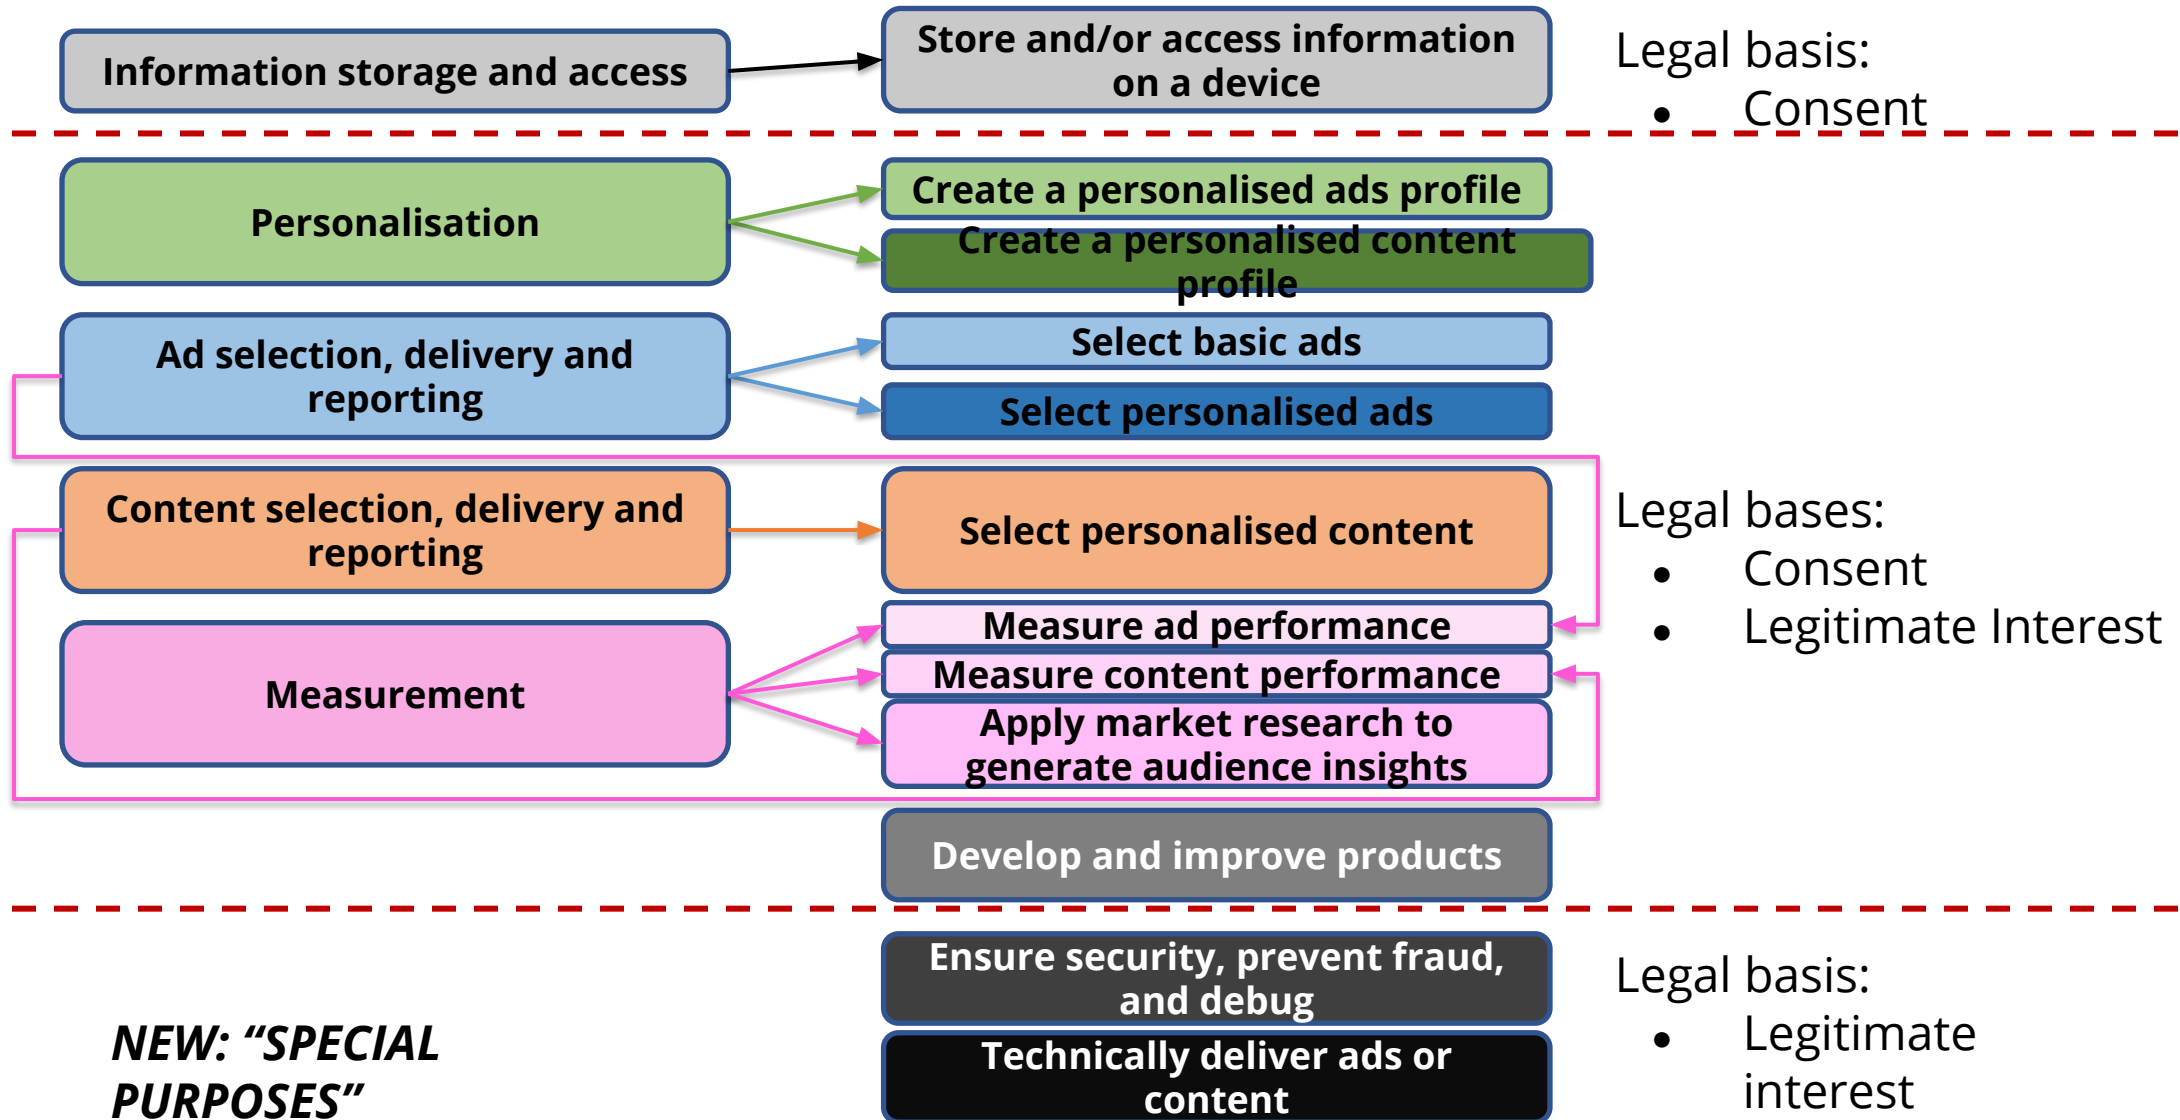 Information storage and access
Store and/or access information
on a device
Legal basis:
● Consent
Personalisation
Create a personalised ads profile
Create a personalised content
profile
Ad selection, delivery and
reporting
Select basic ads
Select personalised ads
Content selection, delivery and
reporting
Select personalised content
Legal bases:
● Consent
● Legitimate Interest
Measurement
Measure ad performance
Measure content performance
Apply market research to
generate audience insights
Develop and improve products
NEW: “SPECIAL
PURPOSES”
Ensure security, prevent fraud,
and debug
Technically deliver ads or
content
Legal basis:
● Legitimate
interest